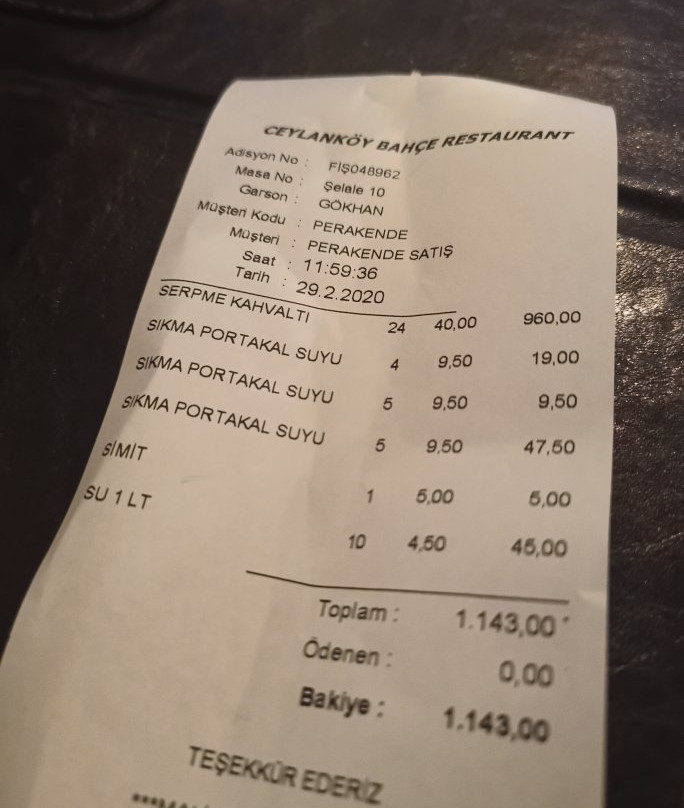 CEYLANKÖY BAHÇE RESTAURANT
Adisyon No : FİŞ048962
Masa No : Şelale 10
Garson : GÖKHAN
Müşteri Kodu : PERAKENDE
Müşteri : PERAKENDE SATIŞ
Saat : 11:59:36
Tarih : 29.2.2020
SERPME KAHVALTI 24 40,00 960,00
SIKMA PORTAKAL SUYU 4 9,50 19,00
SIKMA PORTAKAL SUYU 5 9,50 9,50
SIKMA PORTAKAL SUYU 5 9,50 47,50
SİMİT 1 5,00 5,00
SU 1 LT 10 4,50 45,00
Toplam : 1.143,00
Ödenen : 0,00
Bakiye : 1.143,00
TEŞEKKÜR EDERİZ